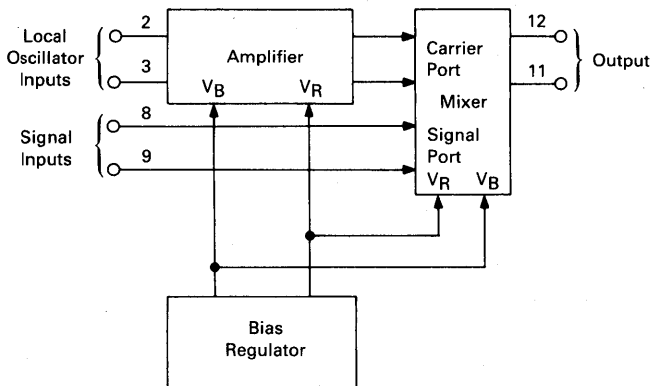 Local
Oscillator
Inputs
2
3
Amplifier
VB
VR
Carrier
Port
Mixer
Signal
Port
VR
VB
12
11
Output
Signal
Inputs
8
9
Bias
Regulator